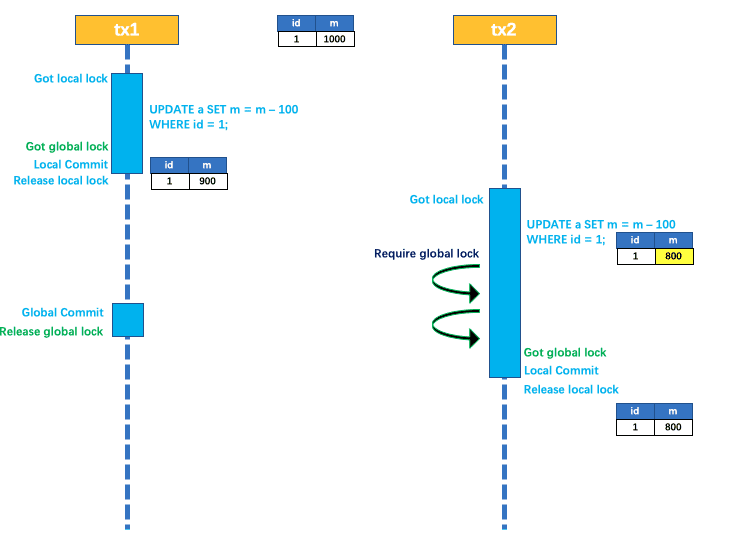 tx1
id m
1 1000
tx2
Got local lock
UPDATE a SET m = m – 100
WHERE id = 1;
Got global lock
Local Commit
Release local lock
id m
1 900
Got local lock
UPDATE a SET m = m – 100
WHERE id = 1;
id m
1 800
Require global lock
Global Commit
Release global lock
Got global lock
Local Commit
Release local lock
id m
1 800